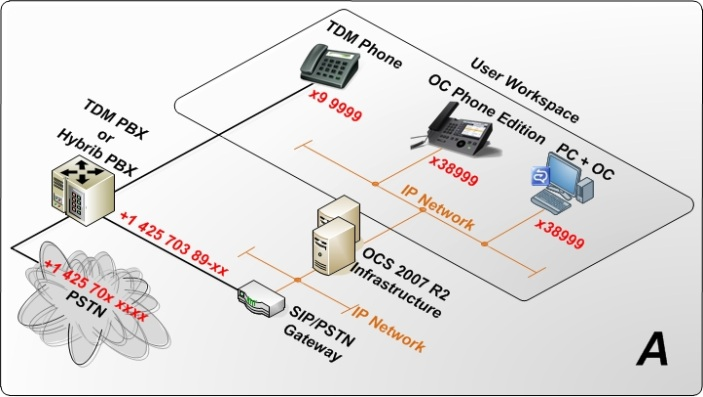 TDM Phone
x9 9999
User Workspace
OC Phone Edition
x38999
PC + OC
x38999
IP Network
TDM PBX
or
Hybrib PBX
+1 425 703 89-xx
+1 425 70x xxxx
PSTN
OCS 2007 R2
Infrastructure
SIP/PSTN
Gateway
IP Network
A